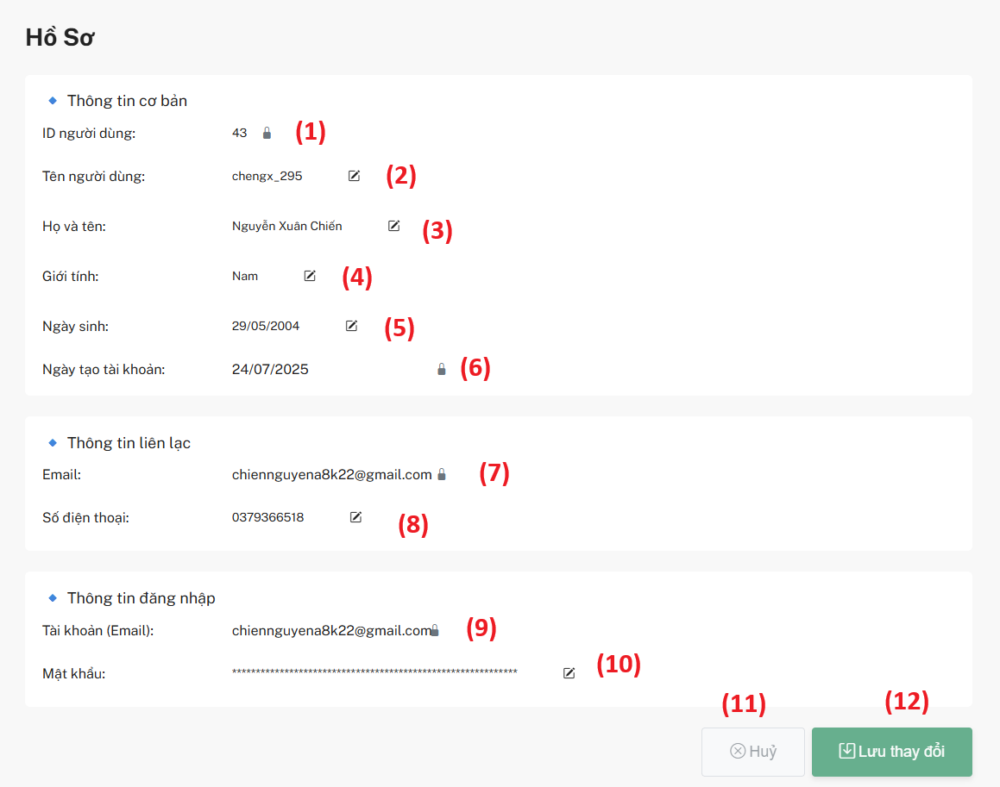 Hồ Sơ
Thông tin cơ bản
ID người dùng: 43 (1)
Tên người dùng: chengx_295 (2)
Họ và tên: Nguyễn Xuân Chiến (3)
Giới tính: Nam (4)
Ngày sinh: 29/05/2004 (5)
Ngày tạo tài khoản: 24/07/2025 (6)
Thông tin liên lạc
Email: chiennguyena8k22@gmail.com (7)
Số điện thoại: 0379366518 (8)
Thông tin đăng nhập
Tài khoản (Email): chiennguyena8k22@gmail.com (9)
Mật khẩu: ************************************************************ (10)
(11) (12)
Huỷ Lưu thay đổi